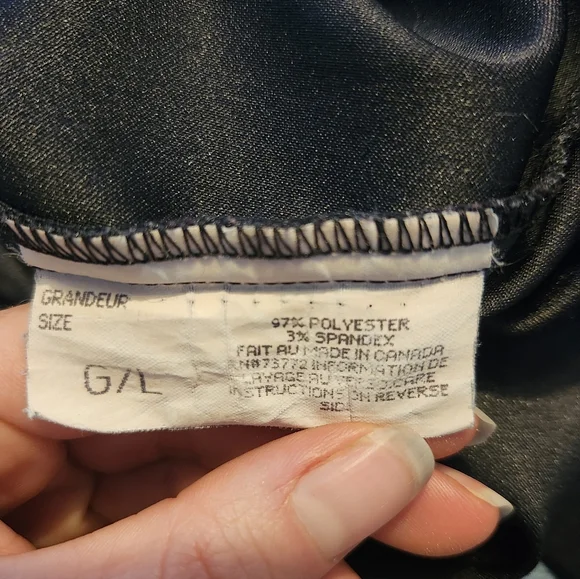 GRANDEUR
SIZE
G/L
97% POLYESTER
3% SPANDEX
FAIT AU MADE IN CANADA
INFORMATION DE
LAVAGE AU CARE
INSTRUCTIONS ON REVERSE
SIDE